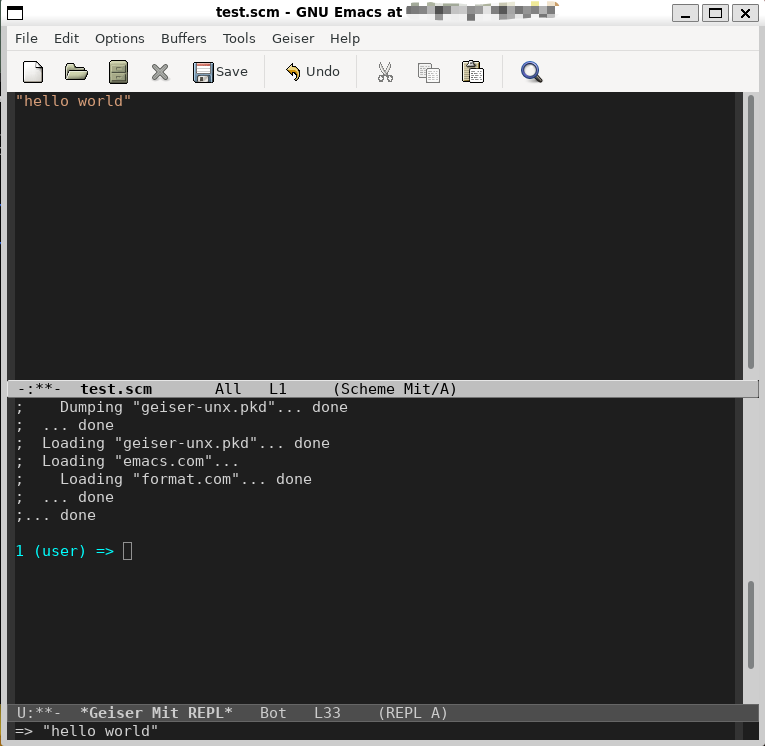 test.scm - GNU Emacs at
File Edit Options Buffers Tools Geiser Help
Save Undo
"hello world"
-:**-  test.scm       All   L1     (Scheme Mit/A)
;    Dumping "geiser-unx.pkd"... done
;  ... done
;  Loading "geiser-unx.pkd"... done
;  Loading "emacs.com"...
;    Loading "format.com"... done
;  ... done
;... done
1 (user) =>
U:**-  *Geiser Mit REPL*   Bot   L33    (REPL A)
=> "hello world"